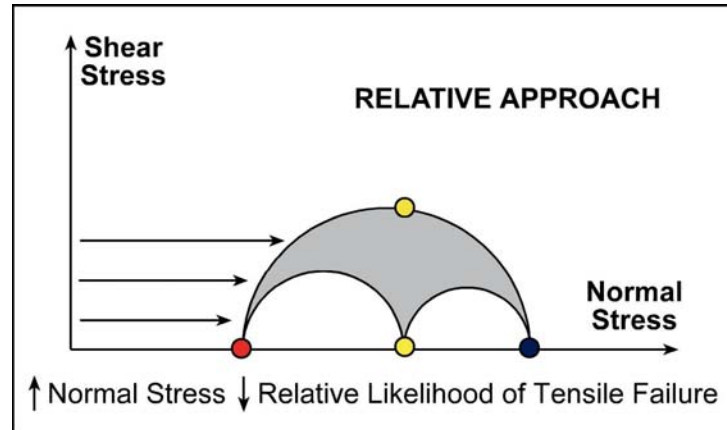 Shear
Stress
RELATIVE APPROACH
Normal
Stress
↑ Normal Stress ↓ Relative Likelihood of Tensile Failure